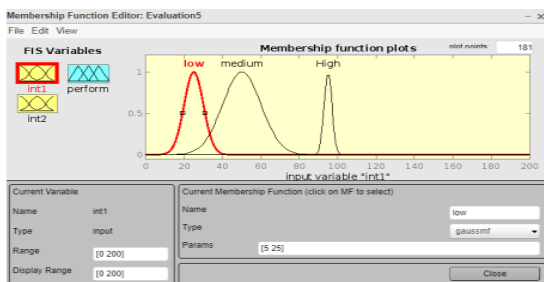 Membership Function Editor: Evaluation5
File Edit View
FIS Variables
int1
perform
int2
Membership function plots
plot points:
181
low
medium
High
1
0.5
0
0 20 40 60 80 100 120 140 160 180 200
input variable "int1"
Current Variable
Name int1
Type input
Range [0 200]
Display Range [0 200]
Current Membership Function (click on MF to select)
Name low
Type gaussmf
Params [5 25]
Close